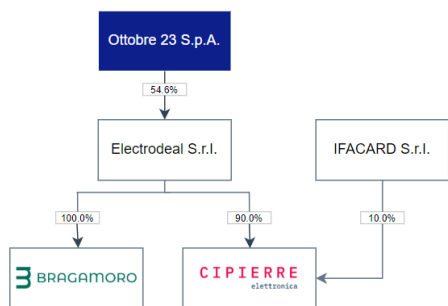 Ottobre 23 S.p.A.
54.6%
Electrodeal S.r.l.
IFACARD S.r.l.
100.0%
90.0%
10.0%
BRAGAMORO
CIPIERRE
elettronica